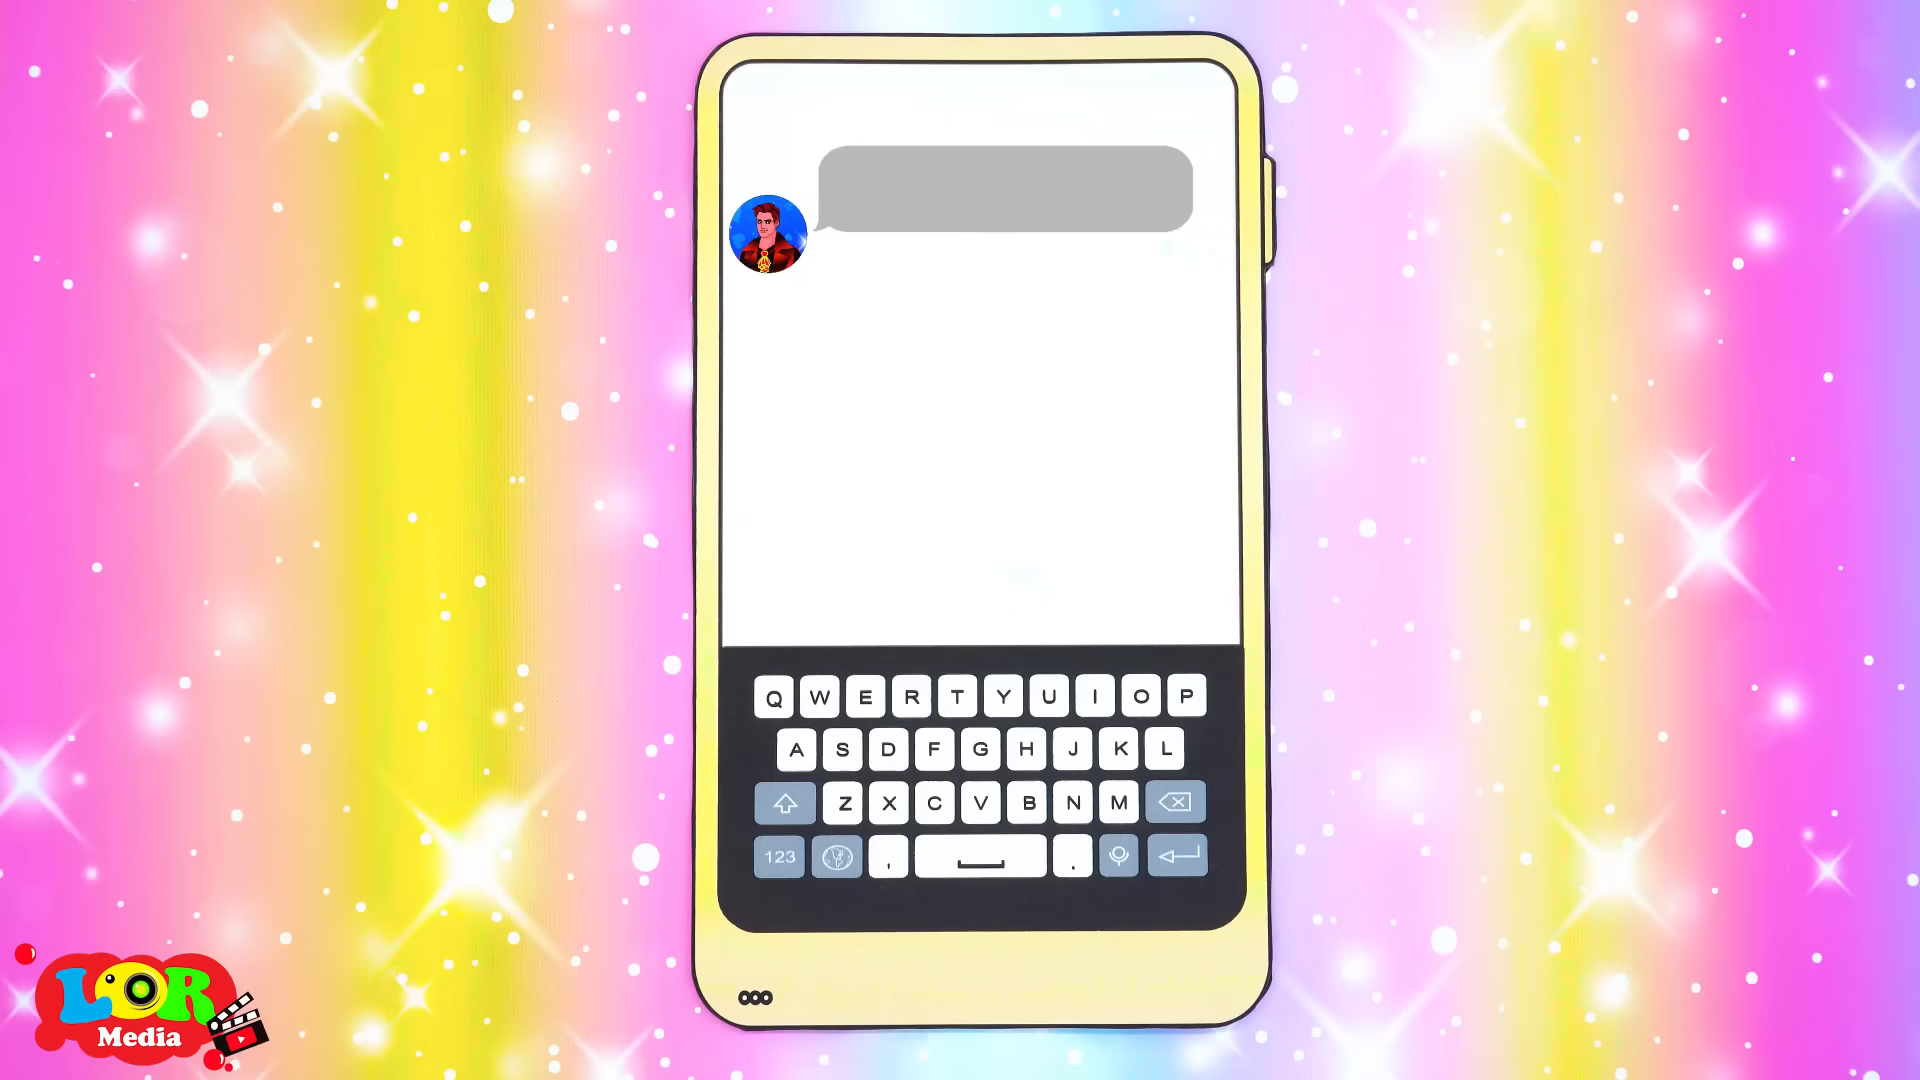 Q W E R T Y U I O P
A S D F G H J K L
Z X C V B N M
123 , .
LOR
Media